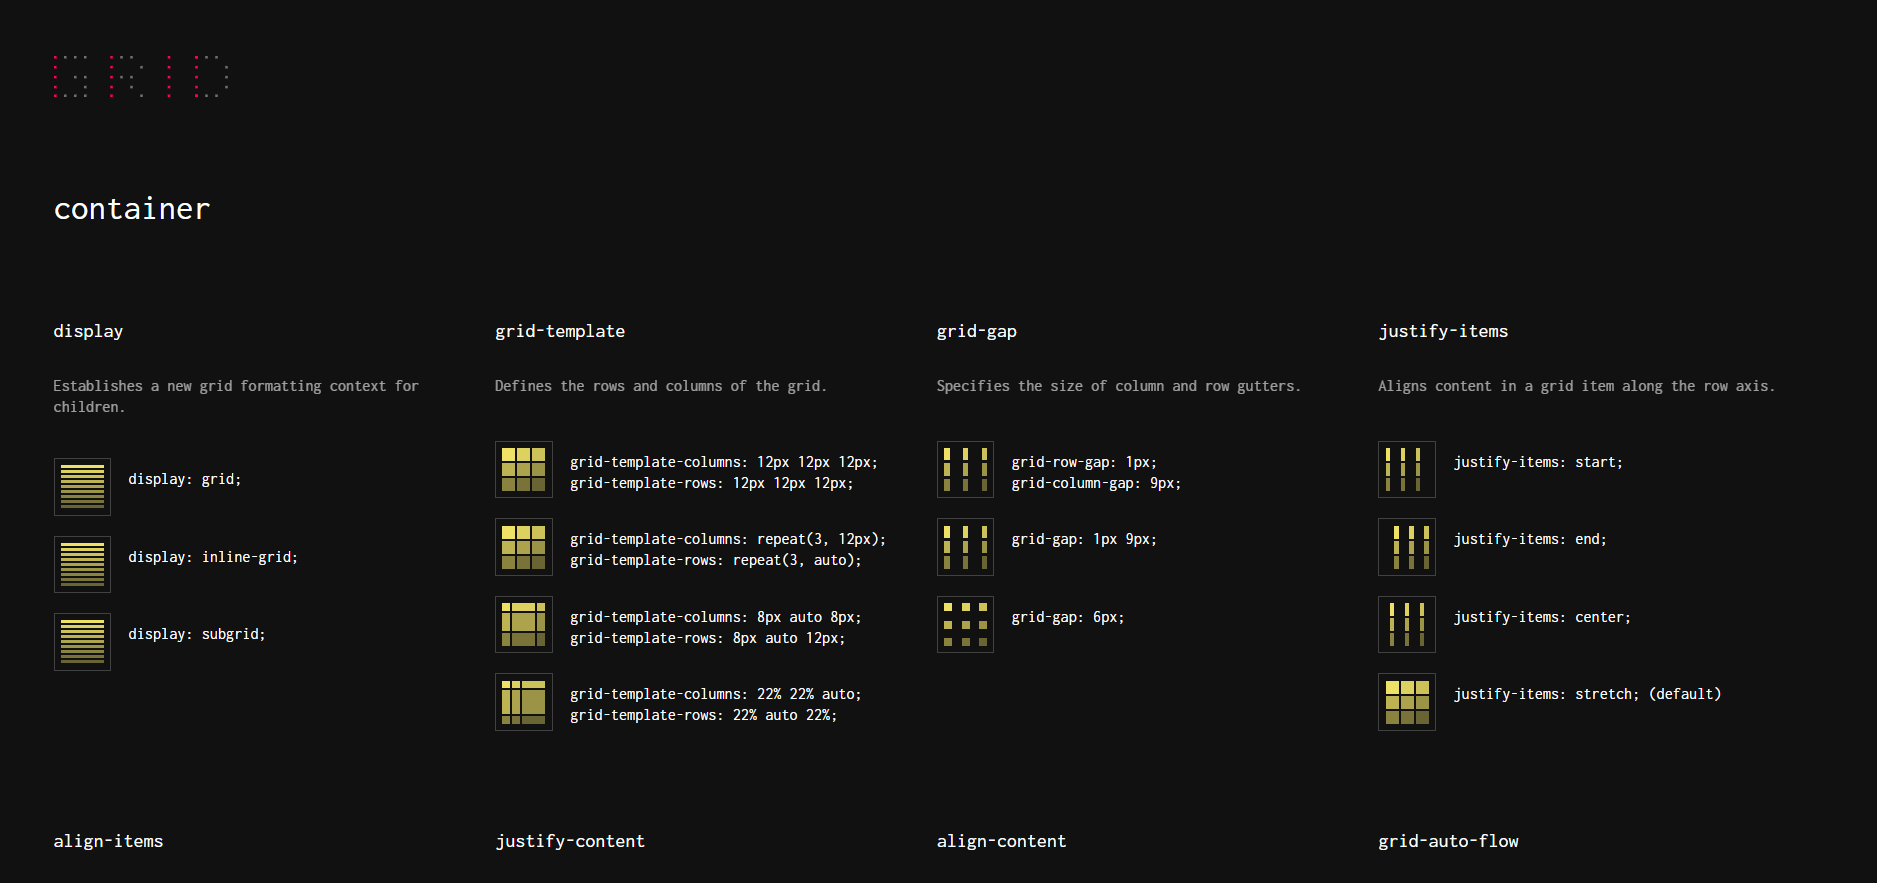 GRID
container
display
Establishes a new grid formatting context for
children.
display: grid;
display: inline-grid;
display: subgrid;
grid-template
Defines the rows and columns of the grid.
grid-template-columns: 12px 12px 12px;
grid-template-rows: 12px 12px 12px;
grid-template-columns: repeat(3, 12px);
grid-template-rows: repeat(3, auto);
grid-template-columns: 8px auto 8px;
grid-template-rows: 8px auto 12px;
grid-template-columns: 22% 22% auto;
grid-template-rows: 22% auto 22%;
grid-gap
Specifies the size of column and row gutters.
grid-row-gap: 1px;
grid-column-gap: 9px;
grid-gap: 1px 9px;
grid-gap: 6px;
justify-items
Aligns content in a grid item along the row axis.
justify-items: start;
justify-items: end;
justify-items: center;
justify-items: stretch; (default)
align-items
justify-content
align-content
grid-auto-flow